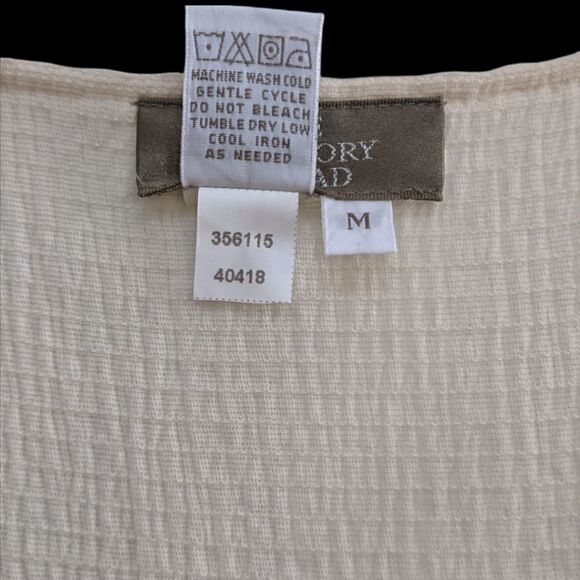 MACHINE WASH COLD
GENTLE CYCLE
DO NOT BLEACH
TUMBLE DRY LOW
COOL IRON
AS NEEDED
ORY
AD
M
356115
40418